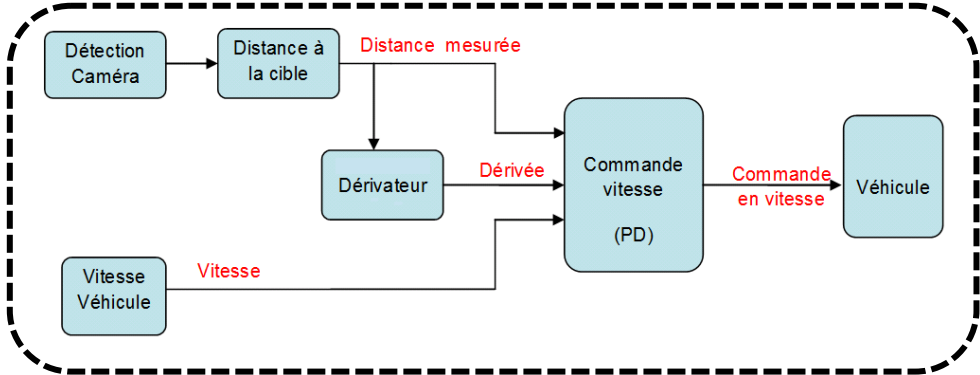 Détection
Caméra
Distance à
la cible
Distance mesurée
Dérivateur
Dérivée
Commande
vitesse
(PD)
Commande
en vitesse
Véhicule
Vitesse
Véhicule
Vitesse